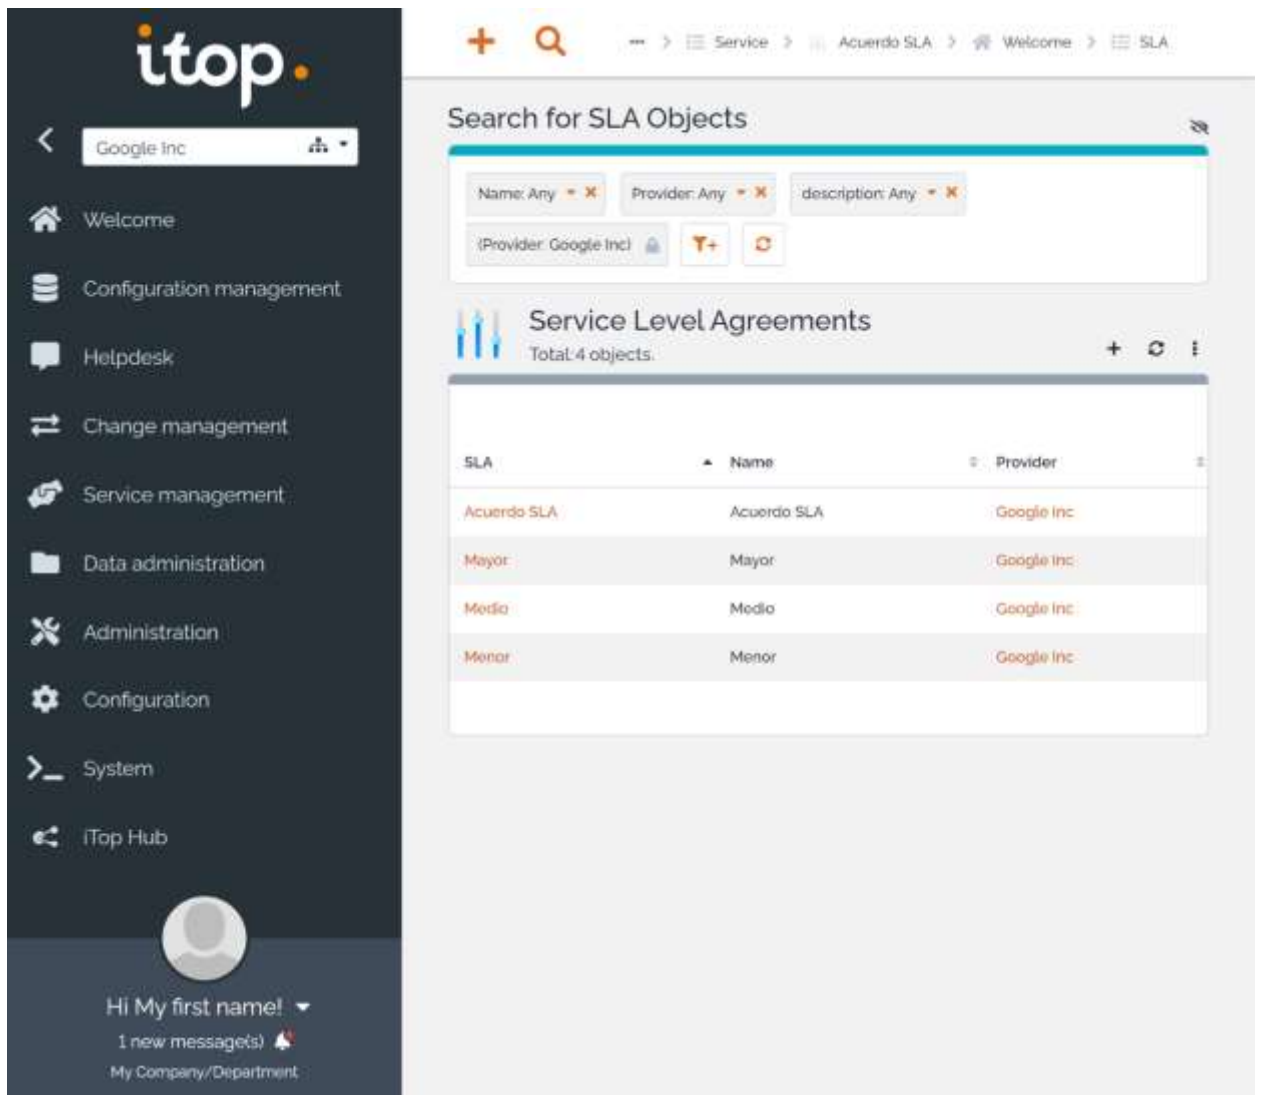 itop.
Google Inc
Welcome
Configuration management
Helpdesk
Change management
Service management
Data administration
Administration
Configuration
System
iTop Hub
Hi My first name!
1 new message(s)
My Company/Department
··· > Service > Acuerdo SLA > Welcome > SLA
Search for SLA Objects
Name: Any Provider: Any description: Any
(Provider: Google Inc)
Service Level Agreements
Total: 4 objects.
SLA Name Provider
Acuerdo SLA Acuerdo SLA Google Inc
Mayor Mayor Google Inc
Medio Medio Google Inc
Menor Menor Google Inc